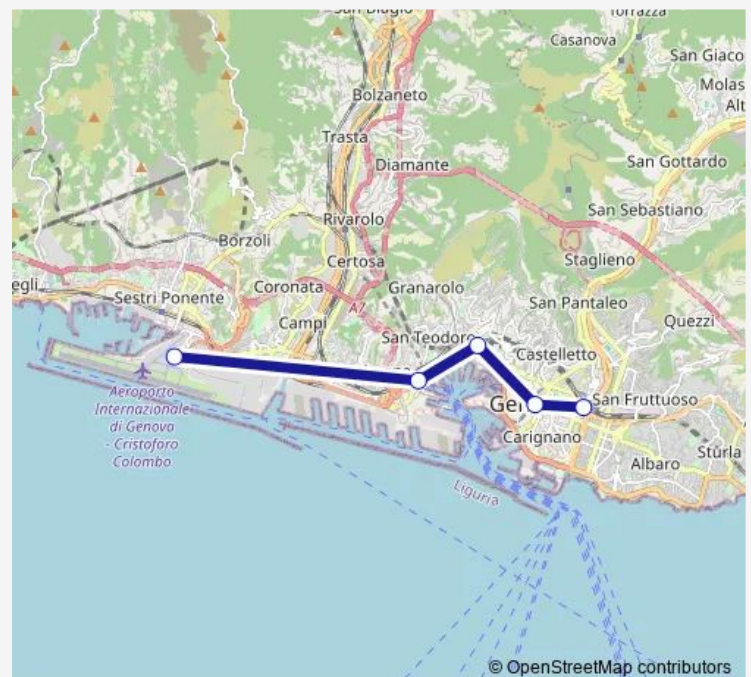 San Biagio
Torrazza
Casanova
San Giaco
Molas
Alt
Bolzaneto
Trasta
Diamante
San Gottardo
Rivarolo
San Sebastiano
Borzoli
Certosa
Staglieno
egli
Sestri Ponente
Coronata
Granarolo
A7
San Pantaleo
Campi
Quezzi
San Teodoro
Castelletto
Aeroporto
Internazionale
di Genova
- Cristoforo
Colombo
Ge
San Fruttuoso
Carignano
Albaro
Stùrla
Liguria
© OpenStreetMap contributors